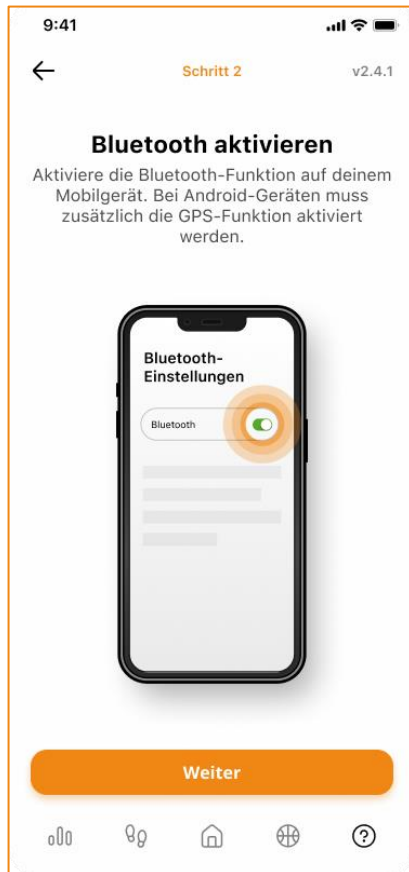 9:41
Schritt 2
v2.4.1
Bluetooth aktivieren
Aktiviere die Bluetooth-Funktion auf deinem
Mobilgerät. Bei Android-Geräten muss
zusätzlich die GPS-Funktion aktiviert
werden.
Bluetooth-
Einstellungen
Bluetooth
Weiter
?